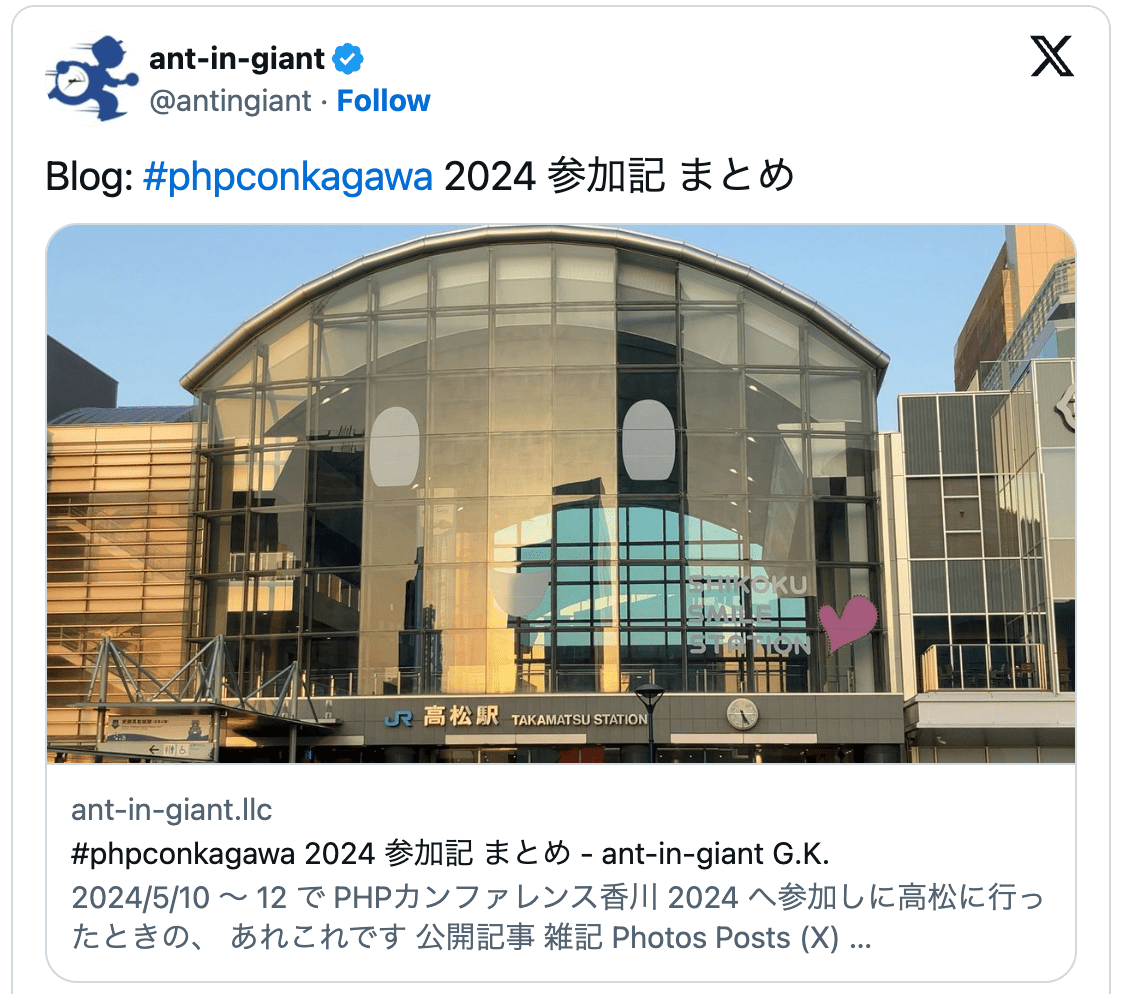 ant-in-giant
@antingiant · Follow
Blog: #phpconkagawa 2024 参加記 まとめ
SHIKOKU
SMILE
STATION
JR 高松駅 TAKAMATSU STATION
ant-in-giant.llc
#phpconkagawa 2024 参加記 まとめ - ant-in-giant G.K.
2024/5/10 〜 12 で PHPカンファレンス香川 2024 へ参加しに高松に行っ
たときの、 あれこれです 公開記事 雑記 Photos Posts (X) ...